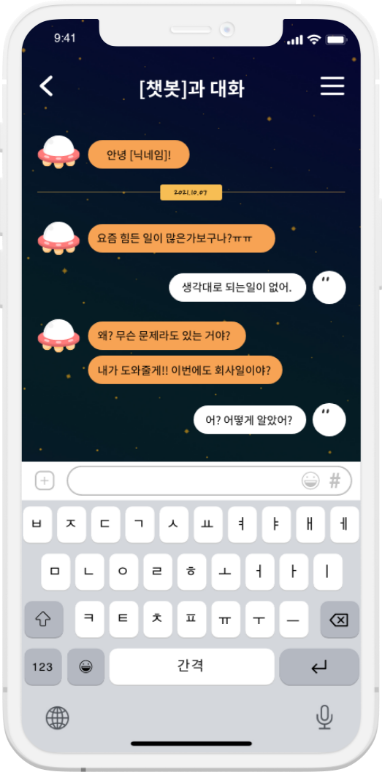 9:41
[챗봇]과 대화
안녕 [닉네임]!
2021.10.07
요즘 힘든 일이 많은가보구나?ㅠㅠ
생각대로 되는일이 없어.
왜? 무슨 문제라도 있는 거야?
내가 도와줄게!! 이번에도 회사일이야?
어? 어떻게 알았어?
#
ㅂ ㅈ ㄷ ㄱ ㅅ ㅛ ㅕ ㅑ ㅐ ㅔ
ㅁ ㄴ ㅇ ㄹ ㅎ ㅗ ㅓ ㅏ ㅣ
ㅋ ㅌ ㅊ ㅍ ㅠ ㅜ ㅡ
123 간격